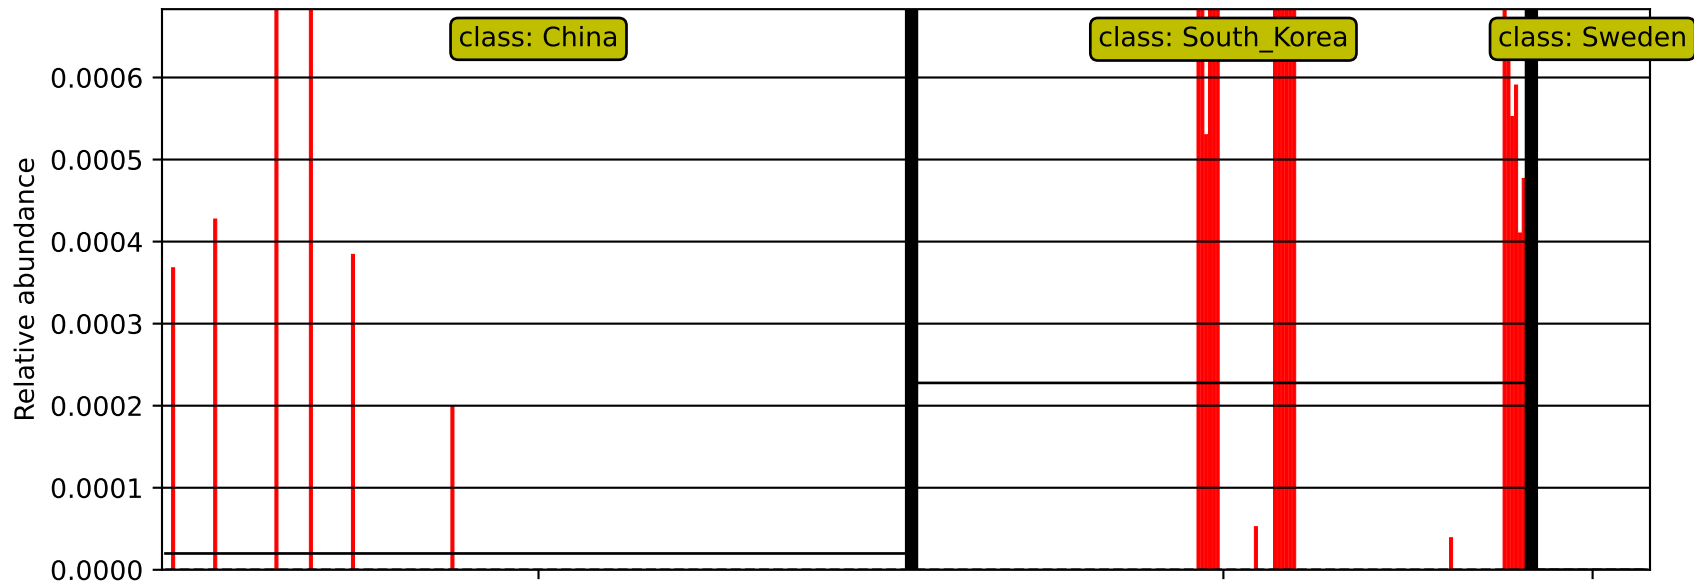 class: China
class: South_Korea
class: Sweden
0.0006
0.0005
0.0004
0.0003
0.0002
0.0001
0.0000
Relative abundance